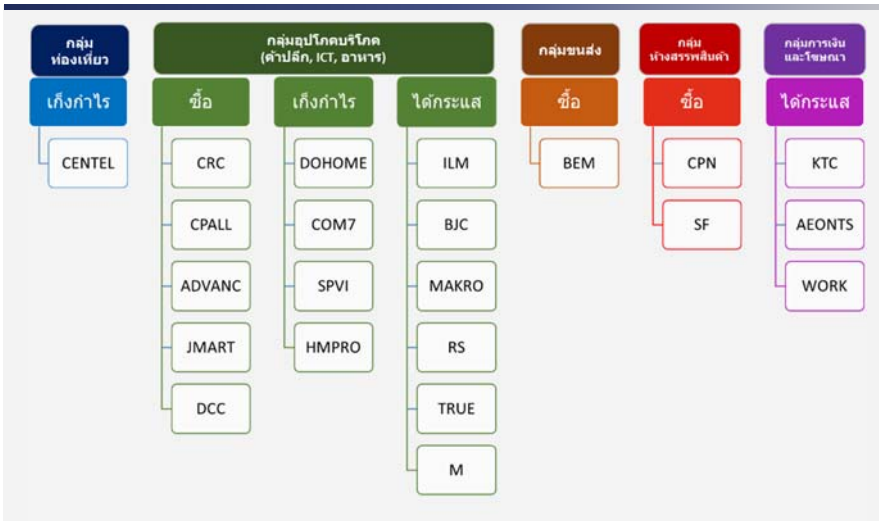 กลุ่ม
ท่องเที่ยว
เก็งกำไร
CENTEL
กลุ่มอุปโภคบริโภค
(ค้าปลีก, ICT, อาหาร)
ซื้อ
CRC
CPALL
ADVANC
JMART
DCC
เก็งกำไร
DOHOME
COM7
SPVI
HMPRO
ได้กระแส
ILM
BJC
MAKRO
RS
TRUE
M
กลุ่มขนส่ง
ซื้อ
BEM
กลุ่ม
ห้างสรรพสินค้า
ซื้อ
CPN
SF
กลุ่มการเงิน
และโฆษณา
ได้กระแส
KTC
AEONTS
WORK